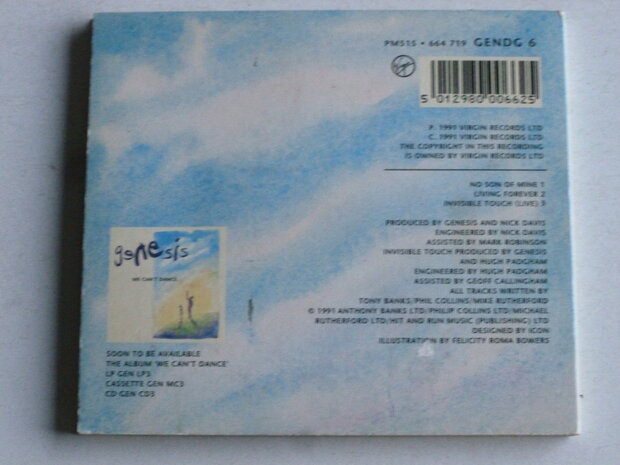 PM515 • 664 719 GENDG 6
Virgin
5 012980 006625
P. 1991 VIRGIN RECORDS LTD
C. 1991 VIRGIN RECORDS LTD
THE COPYRIGHT IN THIS RECORDING
IS OWNED BY VIRGIN RECORDS LTD
NO SON OF MINE 1
LIVING FOREVER 2
INVISIBLE TOUCH (LIVE) 3
PRODUCED BY GENESIS AND NICK DAVIS
ENGINEERED BY NICK DAVIS
ASSISTED BY MARK ROBINSON
INVISIBLE TOUCH PRODUCED BY GENESIS
AND HUGH PADGHAM
ENGINEERED BY HUGH PADGHAM
ASSISTED BY GEOFF CALLINGHAM
ALL TRACKS WRITTEN BY
TONY BANKS/PHIL COLLINS/MIKE RUTHERFORD
© 1991 ANTHONY BANKS LTD/PHILIP COLLINS LTD/MICHAEL
RUTHERFORD LTD/HIT AND RUN MUSIC (PUBLISHING) LTD
DESIGNED BY ICON
ILLUSTRATION BY FELICITY ROMA BOWERS
genesis
WE CAN'T DANCE
SOON TO BE AVAILABLE
THE ALBUM 'WE CAN'T DANCE'
LP GEN LP3
CASSETTE GEN MC3
CD GEN CD3